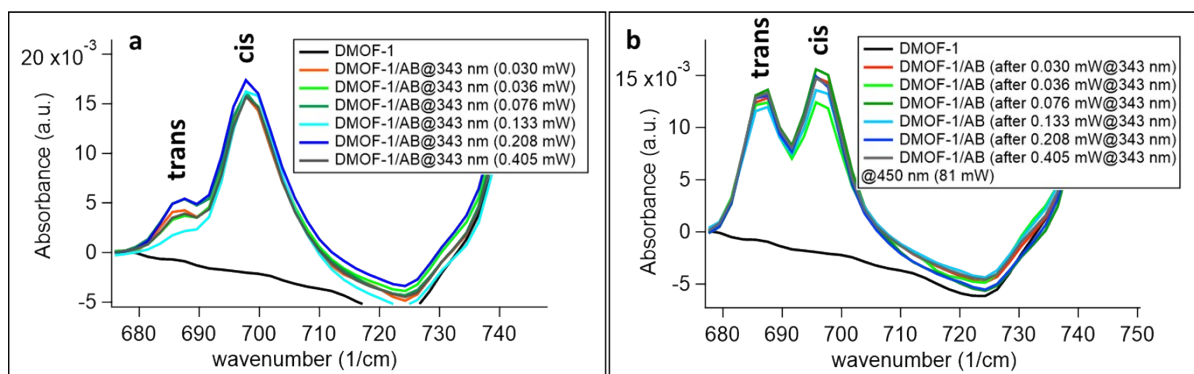 a
20 x10⁻³
15
10
5
0
-5
Absorbance (a.u.)
680 690 700 710 720 730 740
wavenumber (1/cm)
trans
cis
DMOF-1
DMOF-1/AB@343 nm (0.030 mW)
DMOF-1/AB@343 nm (0.036 mW)
DMOF-1/AB@343 nm (0.076 mW)
DMOF-1/AB@343 nm (0.133 mW)
DMOF-1/AB@343 nm (0.208 mW)
DMOF-1/AB@343 nm (0.405 mW)
b
15 x10⁻³
10
5
0
-5
Absorbance (a.u.)
680 690 700 710 720 730 740 750
wavenumber (1/cm)
trans
cis
DMOF-1
DMOF-1/AB (after 0.030 mW@343 nm)
DMOF-1/AB (after 0.036 mW@343 nm)
DMOF-1/AB (after 0.076 mW@343 nm)
DMOF-1/AB (after 0.133 mW@343 nm)
DMOF-1/AB (after 0.208 mW@343 nm)
DMOF-1/AB (after 0.405 mW@343 nm)
@450 nm (81 mW)